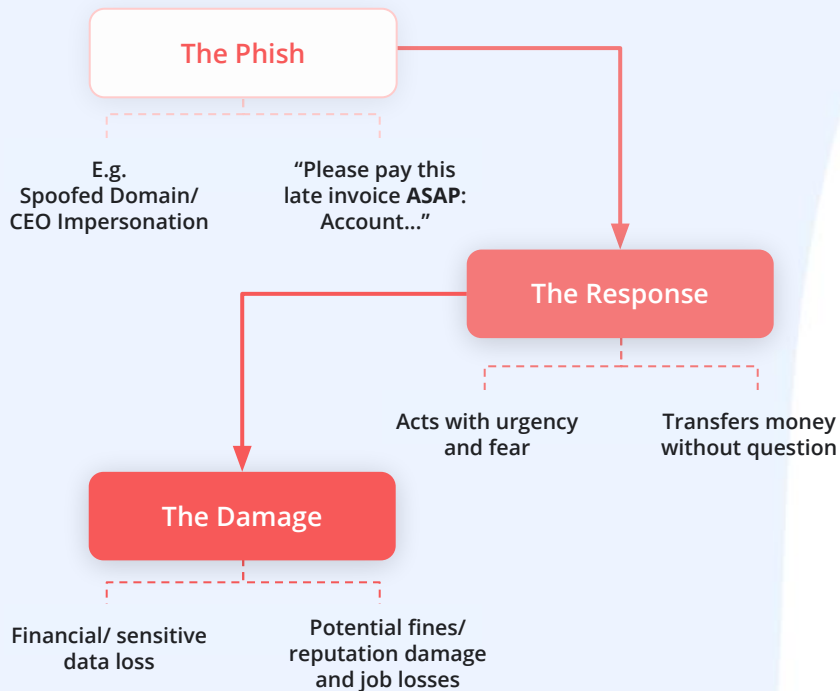 The Phish
E.g.
Spoofed Domain/
CEO Impersonation
“Please pay this
late invoice ASAP:
Account...”
The Response
Acts with urgency
and fear
Transfers money
without question
The Damage
Financial/ sensitive
data loss
Potential fines/
reputation damage
and job losses